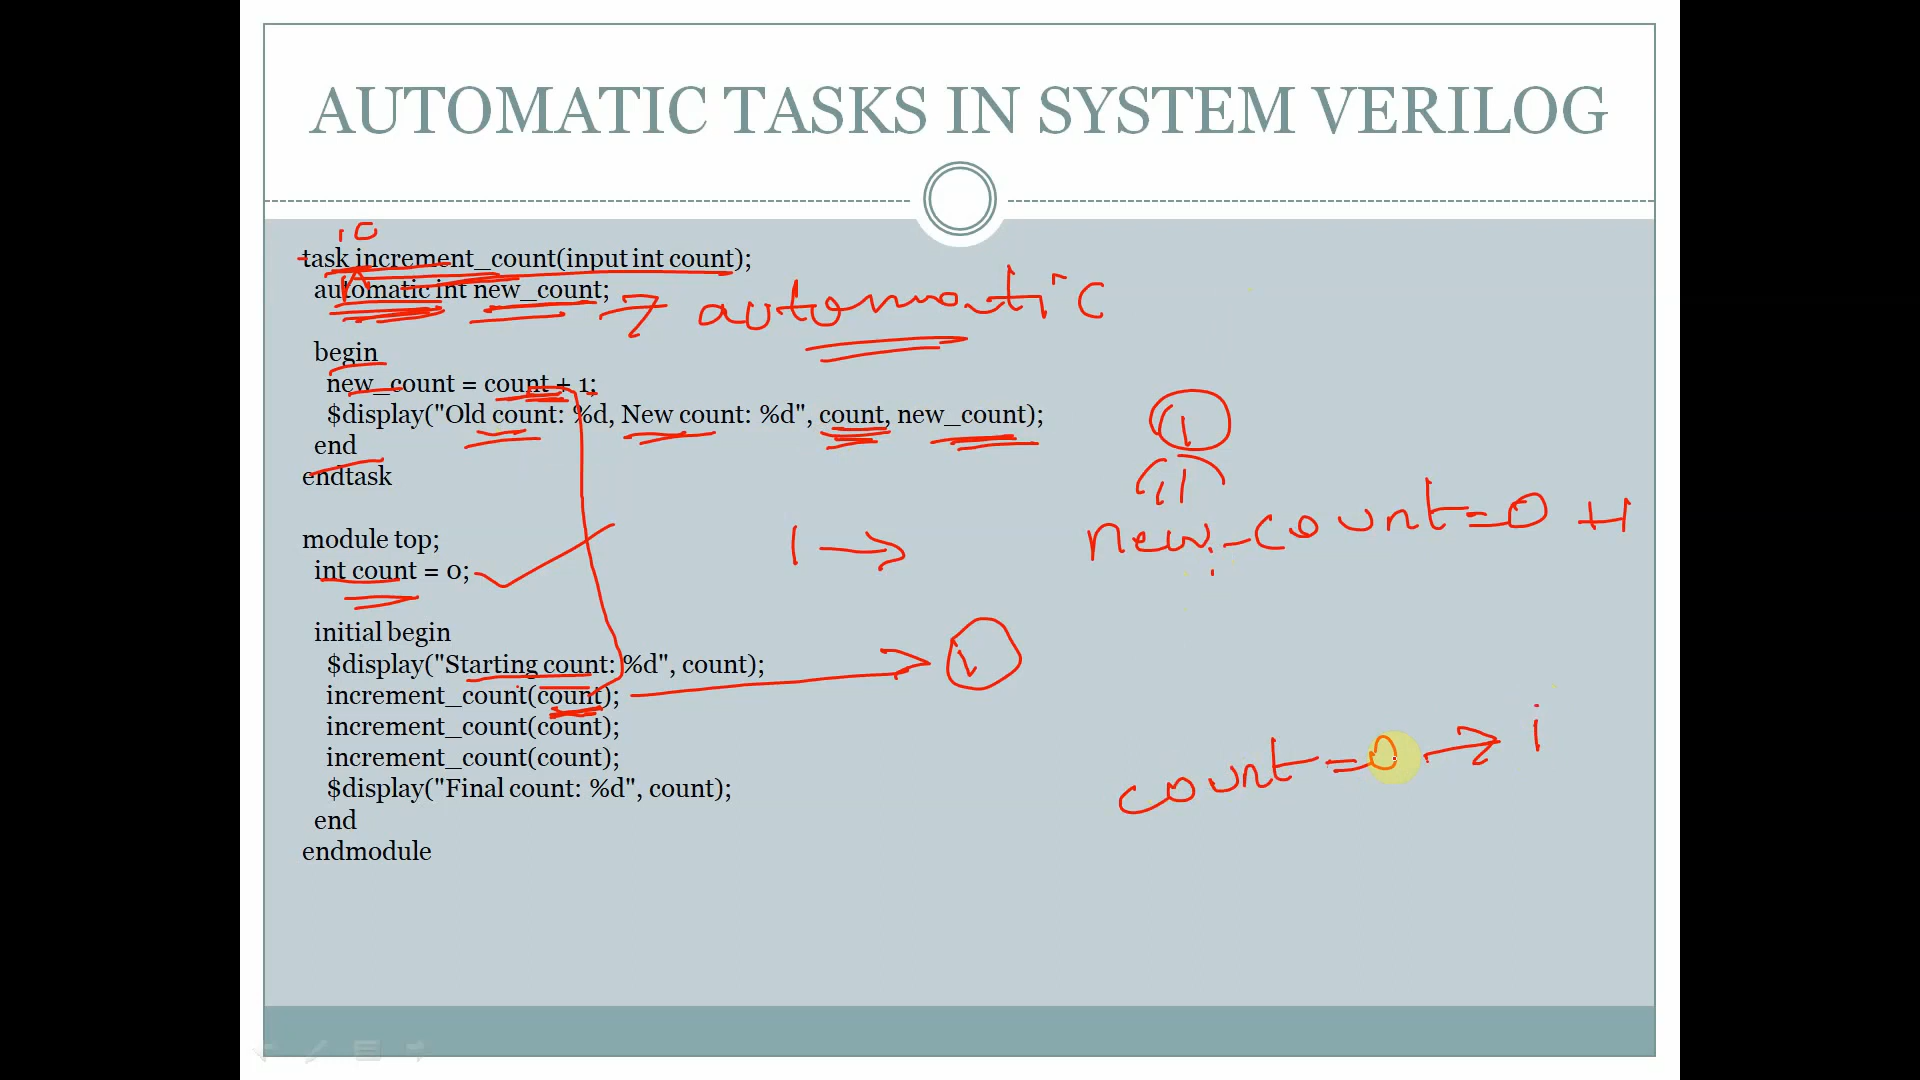 AUTOMATIC TASKS IN SYSTEM VERILOG
10
task increment_count(input int count);
automatic int new_count;
automatic
begin
new_count = count + 1;
$display("Old count: %d, New count: %d", count, new_count);
end
endtask
1
new_count=0 +1
module top;
int count = 0;
1
initial begin
$display("Starting count: %d", count);
increment_count(count);
1
increment_count(count);
increment_count(count);
count=0 → i
$display("Final count: %d", count);
end
endmodule